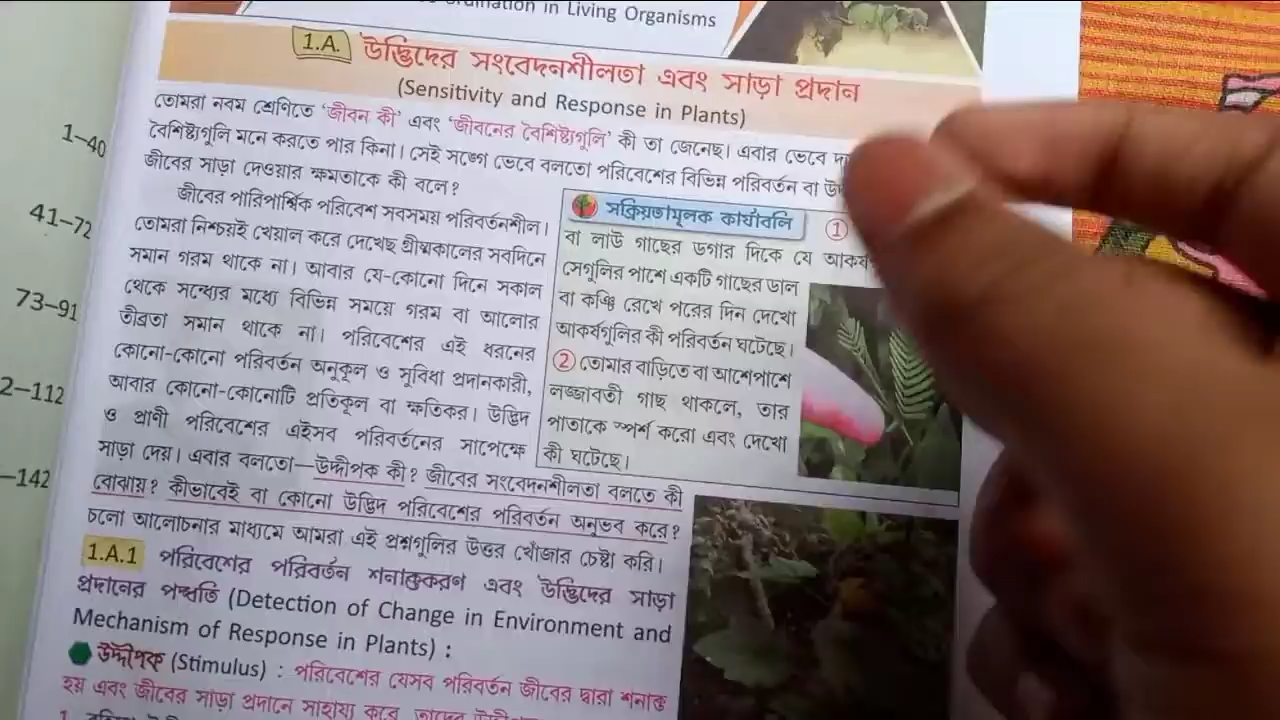 in Living Organisms
1.A. উদ্ভিদের সংবেদনশীলতা এবং সাড়া প্রদান
(Sensitivity and Response in Plants)
তোমরা নবম শ্রেণিতে 'জীবন কী' এবং 'জীবনের বৈশিষ্ট্যগুলি' কী তা জেনেছ। এবার ভেবে
বৈশিষ্ট্যগুলি মনে করতে পার কিনা। সেই সঙ্গে ভেবে বলতো পরিবেশের বিভিন্ন পরিবর্তন বা
জীবের সাড়া দেওয়ার ক্ষমতাকে কী বলে?
জীবের পারিপার্শ্বিক পরিবেশ সবসময় পরিবর্তনশীল।
তোমরা নিশ্চয়ই খেয়াল করে দেখেছ গ্রীষ্মকালের সবদিনে
সমান গরম থাকে না। আবার যে-কোনো দিনে সকাল
থেকে সন্ধ্যের মধ্যে বিভিন্ন সময়ে গরম বা আলোর
তীব্রতা সমান থাকে না। পরিবেশের এই ধরনের
কোনো-কোনো পরিবর্তন অনুকূল ও সুবিধা প্রদানকারী,
আবার কোনো-কোনোটি প্রতিকূল বা ক্ষতিকর। উদ্ভিদ
ও প্রাণী পরিবেশের এইসব পরিবর্তনের সাপেক্ষে
সাড়া দেয়। এবার বলতো—উদ্দীপক কী? জীবের সংবেদনশীলতা বলতে কী
বোঝায়? কীভাবেই বা কোনো উদ্ভিদ পরিবেশের পরিবর্তন অনুভব করে?
চলো আলোচনার মাধ্যমে আমরা এই প্রশ্নগুলির উত্তর খোঁজার চেষ্টা করি।
সক্রিয়তামূলক কার্যাবলি ①
বা লাউ গাছের ডগার দিকে যে
সেগুলির পাশে একটি গাছের ডাল
বা কঞ্চি রেখে পরের দিন দেখো
আকর্ষগুলির কী পরিবর্তন ঘটেছে।
② তোমার বাড়িতে বা আশেপাশে
লজ্জাবতী গাছ থাকলে, তার
পাতাকে স্পর্শ করো এবং দেখো
কী ঘটেছে।
1.A.1 পরিবেশের পরিবর্তন শনাক্তকরণ এবং উদ্ভিদের সাড়া
প্রদানের পদ্ধতি (Detection of Change in Environment and
Mechanism of Response in Plants) :
উদ্দীপক (Stimulus) : পরিবেশের যেসব পরিবর্তন জীবের দ্বারা শনাক্ত
হয় এবং জীবের সাড়া প্রদানে সাহায্য করে, তাদের
1–40
41–72
73–91
2–112
–142